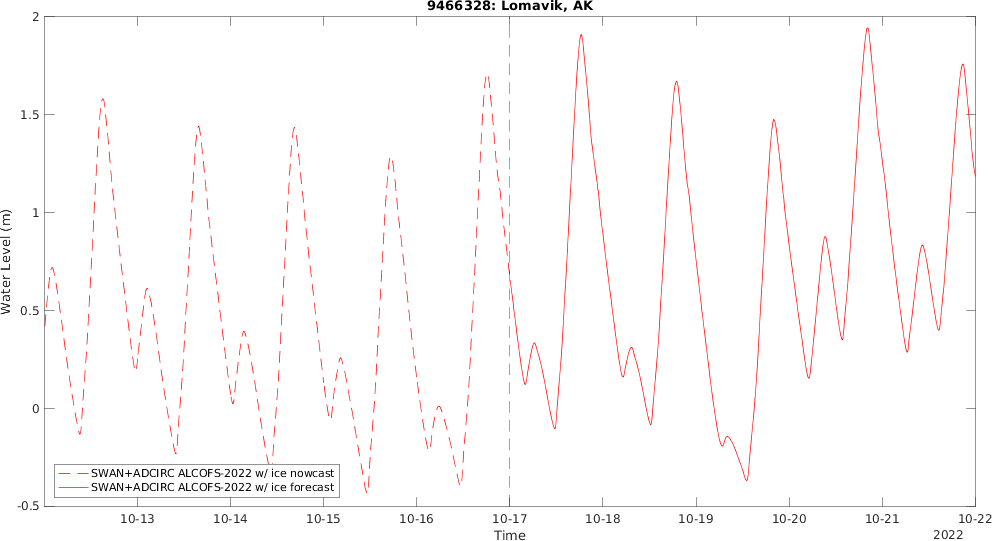 9466328: Lomavik, AK
2
1.5
1
0.5
0
-0.5
Water Level (m)
SWAN+ADCIRC ALCOFS-2022 w/ ice nowcast
SWAN+ADCIRC ALCOFS-2022 w/ ice forecast
10-13 10-14 10-15 10-16 10-17 10-18 10-19 10-20 10-21 10-22
Time
2022